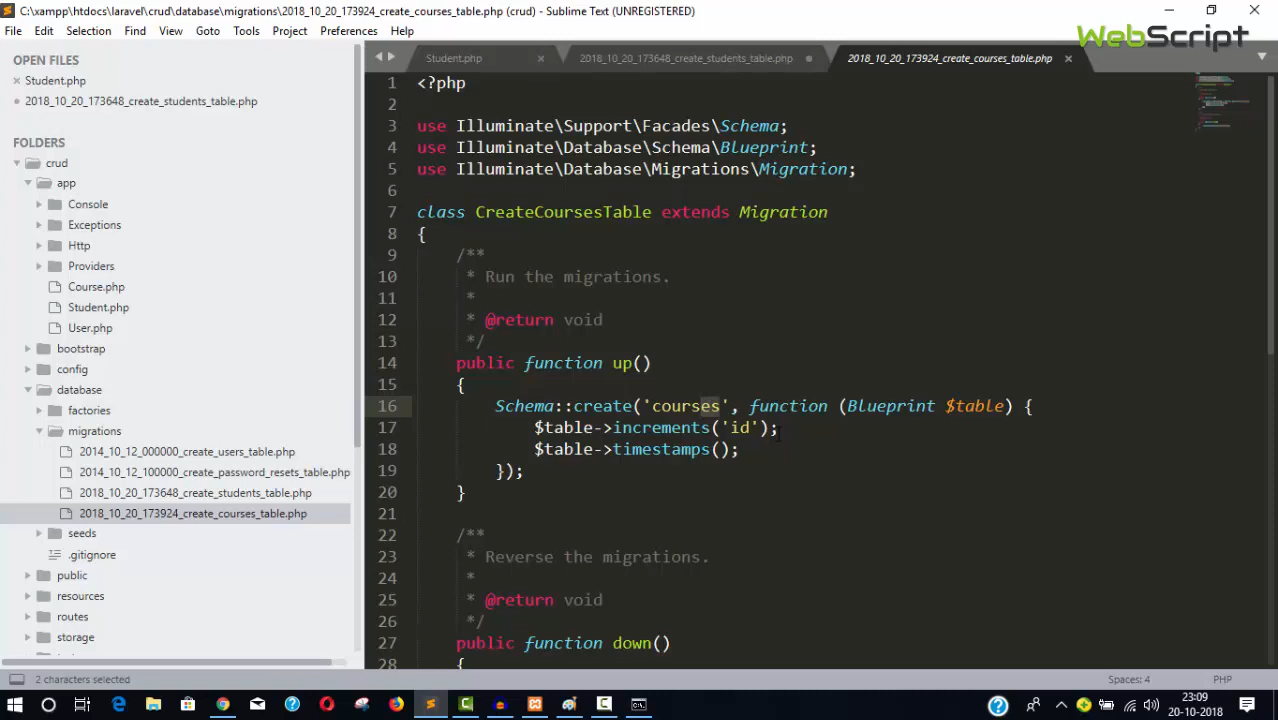 C:\xampp\htdocs\laravel\crud\database\migrations\2018_10_20_173924_create_courses_table.php (crud) - Sublime Text (UNREGISTERED)
File Edit Selection Find View Goto Tools Project Preferences Help
WebScript
OPEN FILES
Student.php
2018_10_20_173648_create_students_table.php
FOLDERS
crud
app
Console
Exceptions
Http
Providers
Course.php
Student.php
User.php
bootstrap
config
database
factories
migrations
2014_10_12_000000_create_users_table.php
2014_10_12_100000_create_password_resets_table.php
2018_10_20_173648_create_students_table.php
2018_10_20_173924_create_courses_table.php
seeds
.gitignore
public
resources
routes
storage
Student.php 2018_10_20_173648_create_students_table.php 2018_10_20_173924_create_courses_table.php
1 <?php
2
3 use Illuminate\Support\Facades\Schema;
4 use Illuminate\Database\Schema\Blueprint;
5 use Illuminate\Database\Migrations\Migration;
6
7 class CreateCoursesTable extends Migration
8 {
9 /**
10 * Run the migrations.
11 *
12 * @return void
13 */
14 public function up()
15 {
16 Schema::create('courses', function (Blueprint $table) {
17 $table->increments('id');
18 $table->timestamps();
19 });
20 }
21
22 /**
23 * Reverse the migrations.
24 *
25 * @return void
26 */
27 public function down()
28 {
2 characters selected Spaces: 4 PHP
23:09
20-10-2018